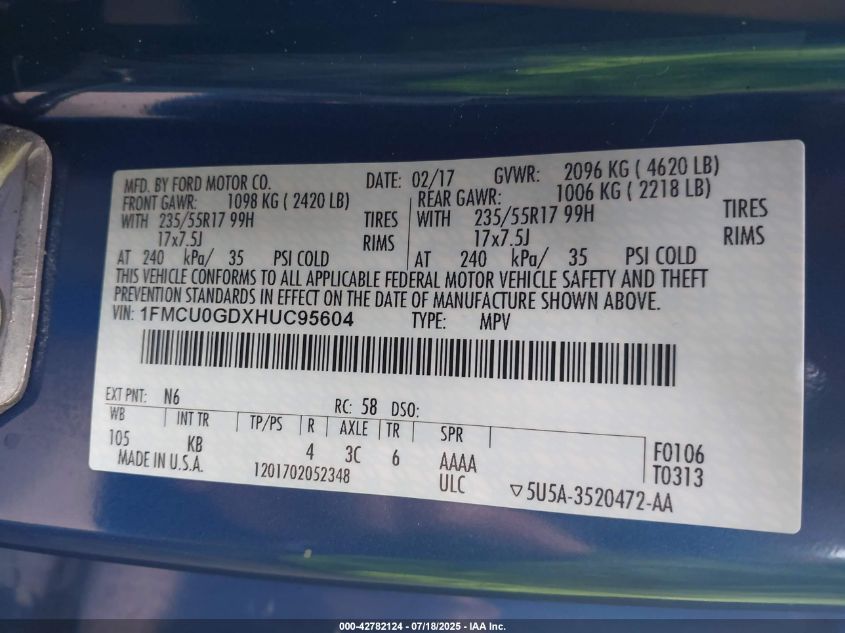 MFD. BY FORD MOTOR CO. DATE: 02/17 GVWR: 2096 KG ( 4620 LB)
FRONT GAWR: 1098 KG ( 2420 LB) REAR GAWR: 1006 KG ( 2218 LB)
WITH 235/55R17 99H TIRES WITH 235/55R17 99H TIRES
17x7.5J RIMS 17x7.5J RIMS
AT 240 kPa/ 35 PSI COLD AT 240 kPa/ 35 PSI COLD
THIS VEHICLE CONFORMS TO ALL APPLICABLE FEDERAL MOTOR VEHICLE SAFETY AND THEFT
PREVENTION STANDARDS IN EFFECT ON THE DATE OF MANUFACTURE SHOWN ABOVE.
VIN: 1FMCU0GDXHUC95604 TYPE: MPV
EXT PNT: N6 RC: 58 DSO:
WB INT TR TP/PS R AXLE TR SPR
105 KB 4 3C 6 AAAA F0106
MADE IN U.S.A. 1201702052348 ULC T0313
▽5U5A-3520472-AA
000-42782124 - 07/18/2025 - IAA Inc.